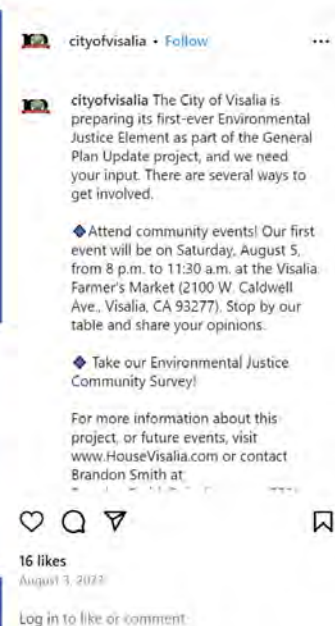 cityofvisalia • Follow
cityofvisalia The City of Visalia is
preparing its first-ever Environmental
Justice Element as part of the General
Plan Update project, and we need
your input. There are several ways to
get involved.
Attend community events! Our first
event will be on Saturday, August 5,
from 8 p.m. to 11:30 a.m. at the Visalia
Farmer's Market (2100 W. Caldwell
Ave., Visalia, CA 93277). Stop by our
table and share your opinions.
Take our Environmental Justice
Community Survey!
For more information about this
project, or future events, visit
www.HouseVisalia.com or contact
Brandon Smith at
16 likes
August 3, 2023
Log in to like or comment